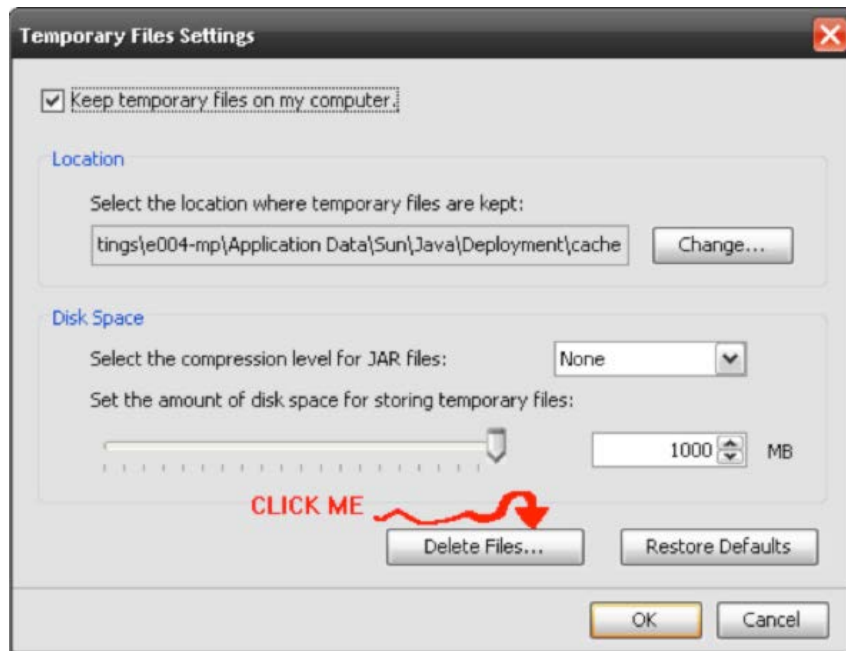 Temporary Files Settings
Keep temporary files on my computer.
Location
Select the location where temporary files are kept:
tings\e004-mp\Application Data\Sun\Java\Deployment\cache
Change...
Disk Space
Select the compression level for JAR files:
None
Set the amount of disk space for storing temporary files:
1000 MB
CLICK ME
Delete Files...
Restore Defaults
OK
Cancel